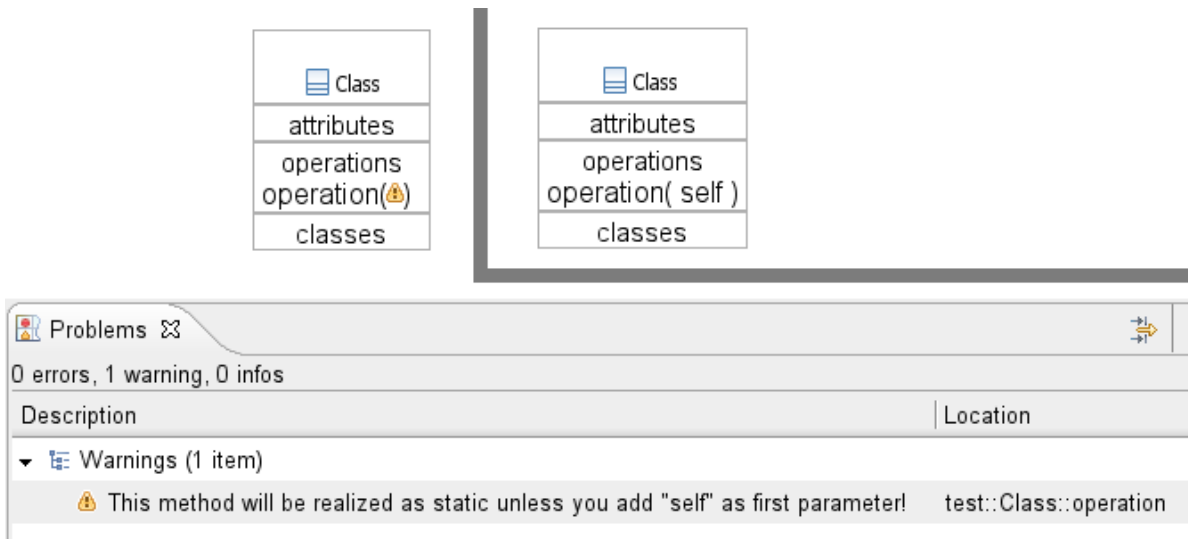 Class
attributes
operations
operation( )
classes
Class
attributes
operations
operation( self )
classes
Problems
0 errors, 1 warning, 0 infos
Description Location
Warnings (1 item)
This method will be realized as static unless you add "self" as first parameter! test::Class::operation